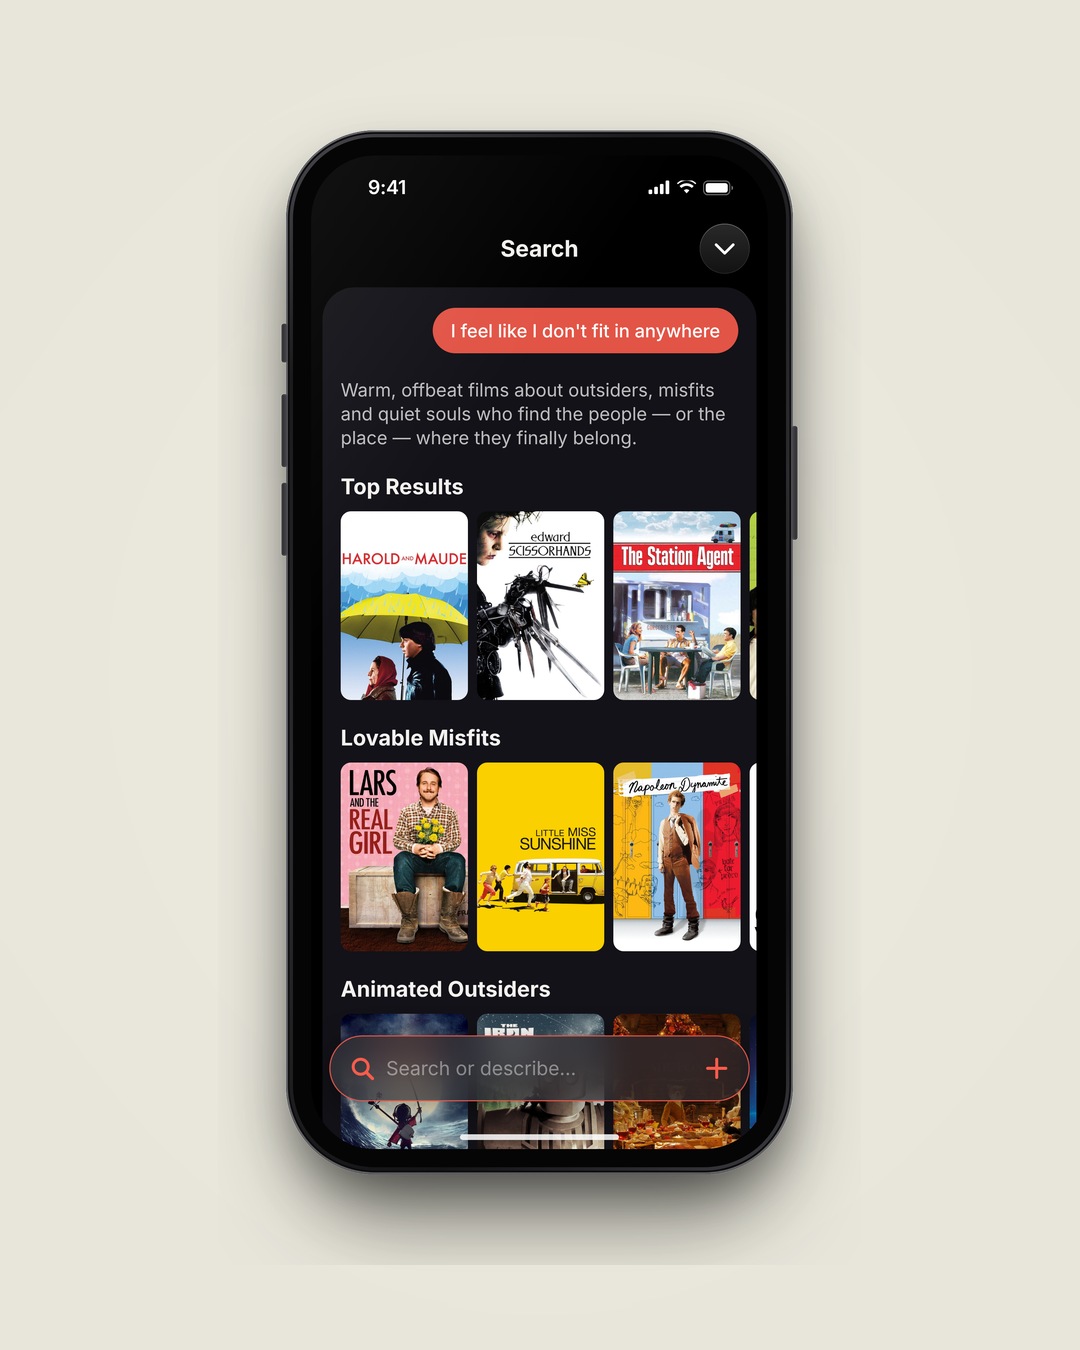 9:41
Search
I feel like I don't fit in anywhere
Warm, offbeat films about outsiders, misfits
and quiet souls who find the people — or the
place — where they finally belong.
Top Results
HAROLD AND MAUDE
edward
SCISSORHANDS
The Station Agent
Lovable Misfits
LARS
AND THE
REAL
GIRL
LITTLE MISS
SUNSHINE
Napoleon Dynamite
Animated Outsiders
THE
IRON
Search or describe...